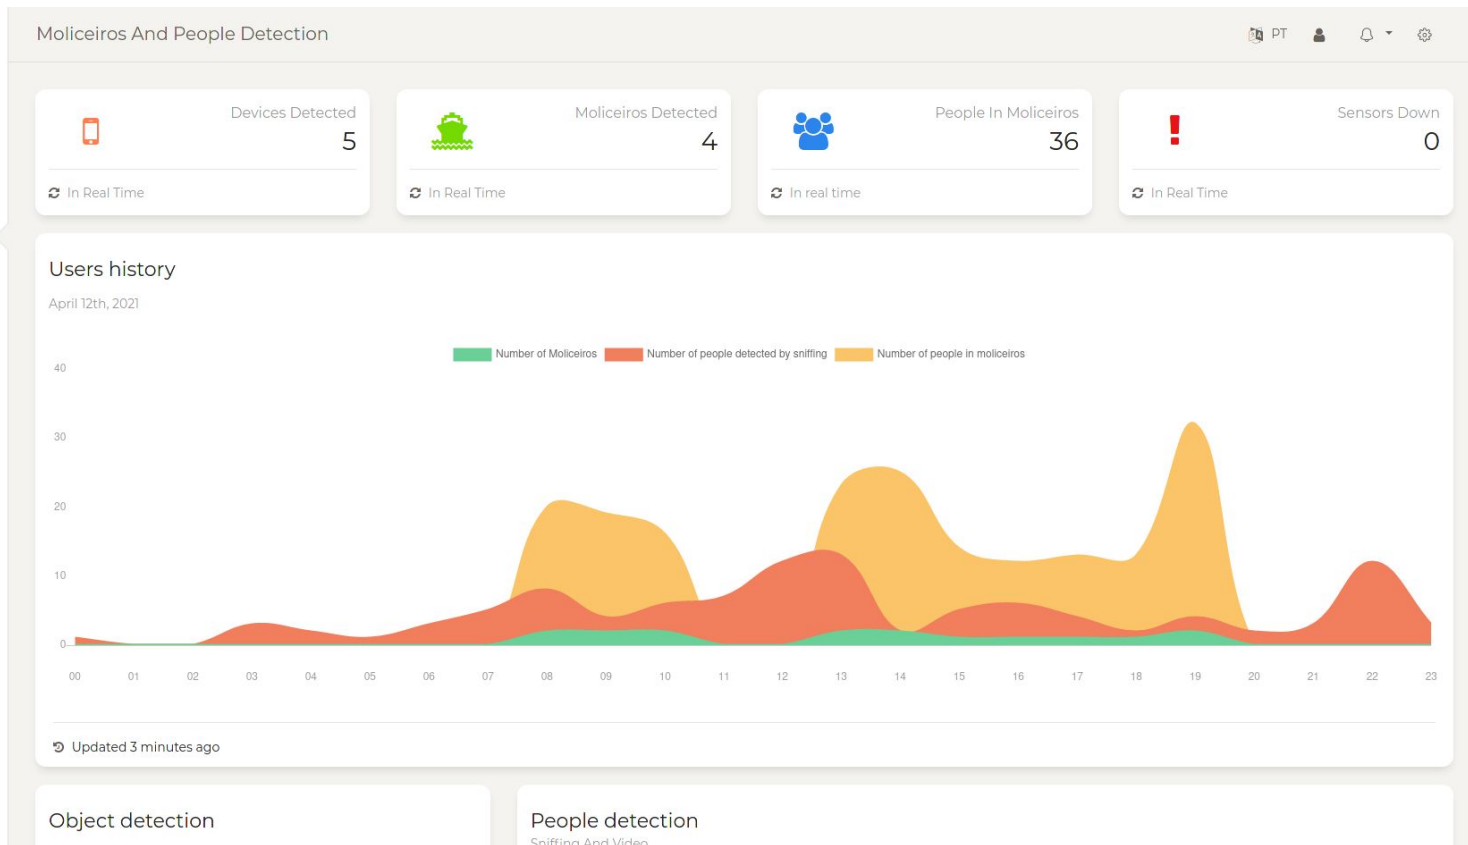 Moliceiros And People Detection
PT
Devices Detected
5
In Real Time
Moliceiros Detected
4
In Real Time
People In Moliceiros
36
In real time
Sensors Down
0
In Real Time
Users history
April 12th, 2021
Number of Moliceiros Number of people detected by sniffing Number of people in moliceiros
40
30
20
10
0
00 01 02 03 04 05 06 07 08 09 10 11 12 13 14 15 16 17 18 19 20 21 22 23
Updated 3 minutes ago
Object detection
People detection
Sniffing And Video